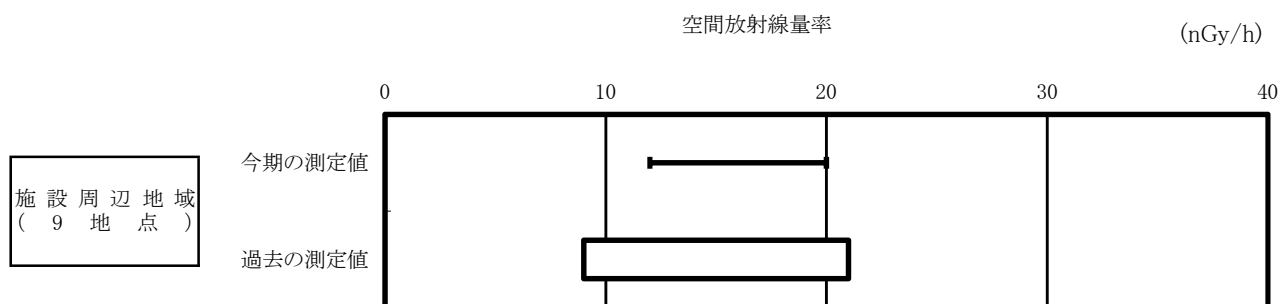 空間放射線量率
(nGy/h)
0 10 20 30 40
今期の測定値
施設周辺地域
(9地点)
過去の測定値